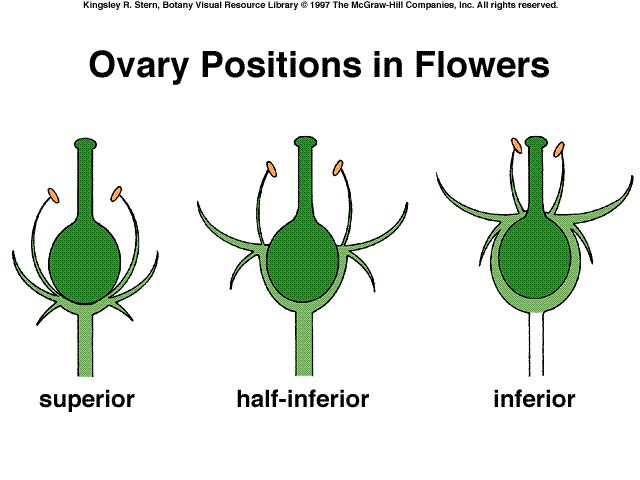 Kingsley R. Stern, Botany Visual Resource Library © 1997 The McGraw-Hill Companies, Inc. All rights reserved.
Ovary Positions in Flowers
superior half-inferior inferior